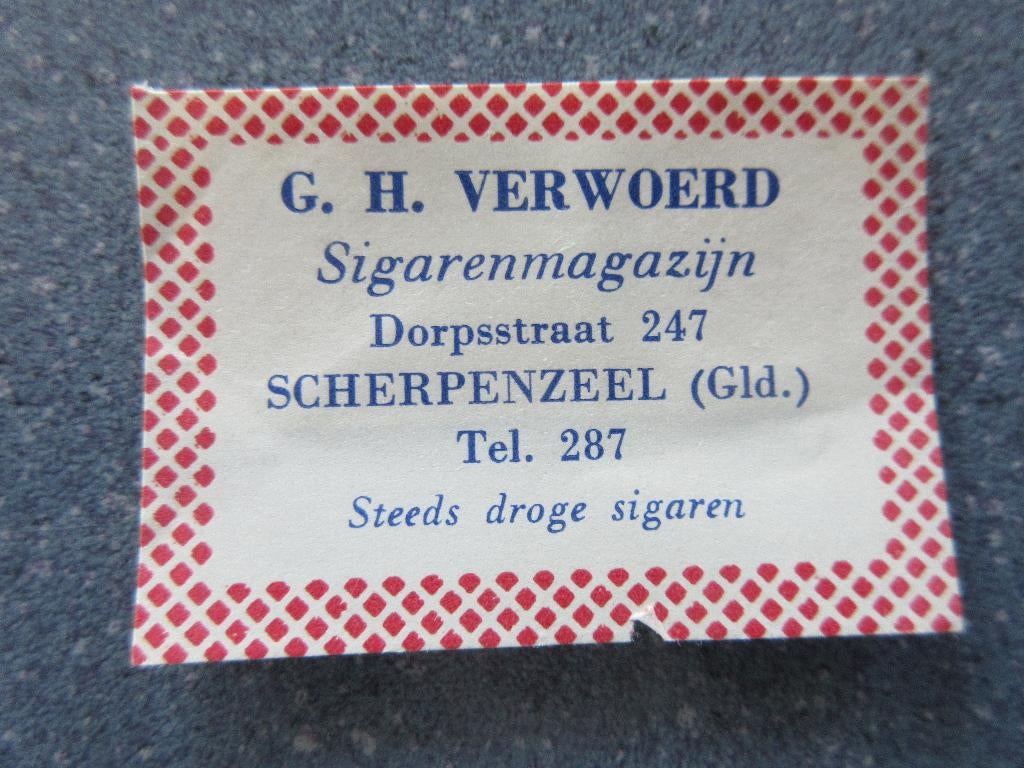 G. H. VERWOERD
Sigarenmagazijn
Dorpsstraat 247
SCHERPENZEEL (Gld.)
Tel. 287
Steeds droge sigaren